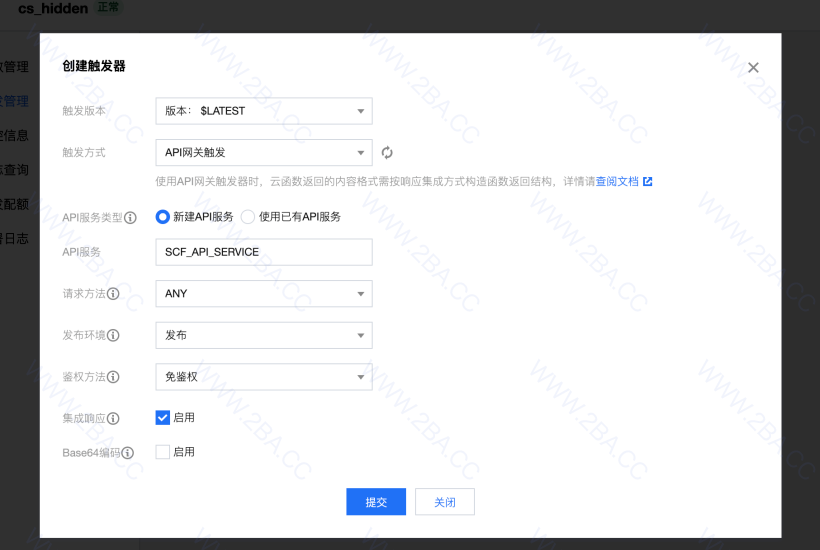 cs_hidden 正常
创建触发器
管理
触发版本 版本： $LATEST
管理
信息
触发方式 API网关触发
使用API网关触发器时，云函数返回的内容格式需按响应集成方式构造函数返回结构，详情请查阅文档
查询
配额
API服务类型 新建API服务 使用已有API服务
日志
API服务 SCF_API_SERVICE
请求方法 ANY
发布环境 发布
鉴权方法 免鉴权
集成响应 启用
Base64编码 启用
提交 关闭
WWW.2BA.CC